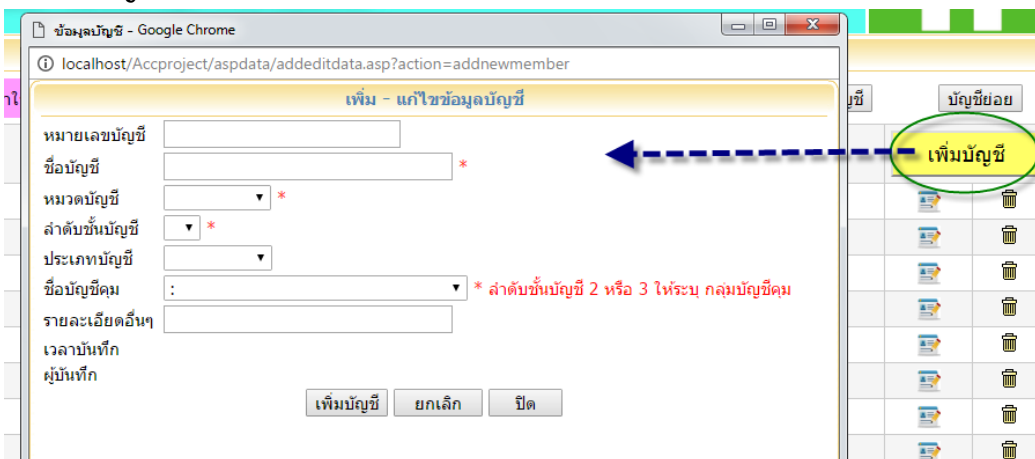 ข้อมูลบัญชี - Google Chrome
localhost/Accproject/aspdata/addeditdata.asp?action=addnewmember
เพิ่ม - แก้ไขข้อมูลบัญชี
บัญชีย่อย
หมายเลขบัญชี
เพิ่มบัญชี
ชื่อบัญชี *
หมวดบัญชี *
ลำดับชั้นบัญชี *
ประเภทบัญชี
ชื่อบัญชีคุม : * ลำดับชั้นบัญชี 2 หรือ 3 ให้ระบุ กลุ่มบัญชีคุม
รายละเอียดอื่นๆ
เวลาบันทึก
ผู้บันทึก
เพิ่มบัญชี ยกเลิก ปิด